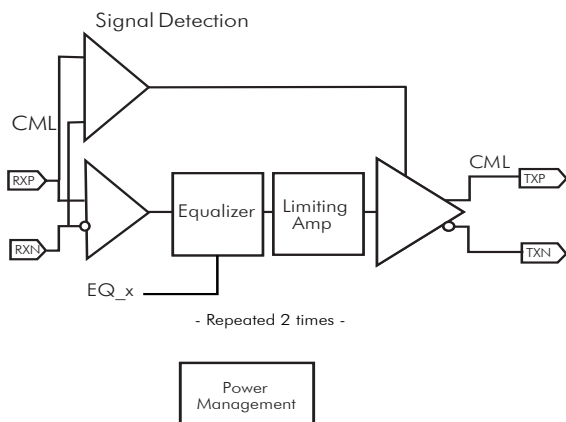 Signal Detection
CML
RXP
RXN
Equalizer
Limiting
Amp
CML
TXP
TXN
EQ_x
- Repeated 2 times -
Power
Management